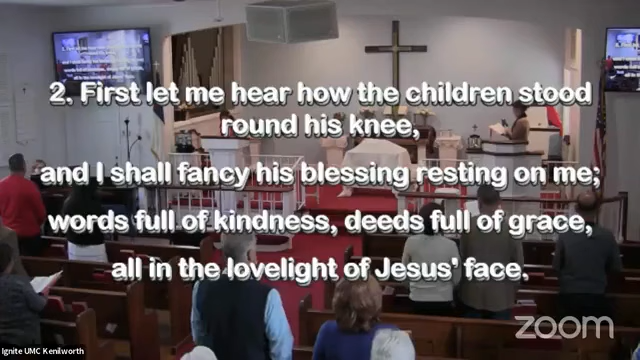 2. First let me hear how the children stood
round his knee,
and I shall fancy his blessing resting on me;
words full of kindness, deeds full of grace,
all in the lovelight of Jesus' face.
Ignite UMC Kenilworth
zoom